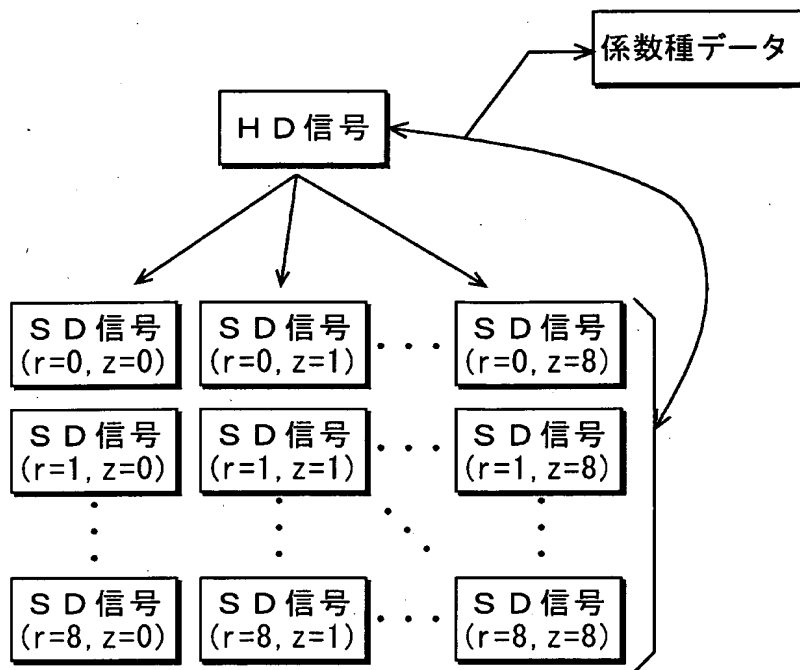 係数種データ
HD信号
SD信号
(r=0, z=0)
SD信号
(r=0, z=1)
SD信号
(r=0, z=8)
SD信号
(r=1, z=0)
SD信号
(r=1, z=1)
SD信号
(r=1, z=8)
SD信号
(r=8, z=0)
SD信号
(r=8, z=1)
SD信号
(r=8, z=8)